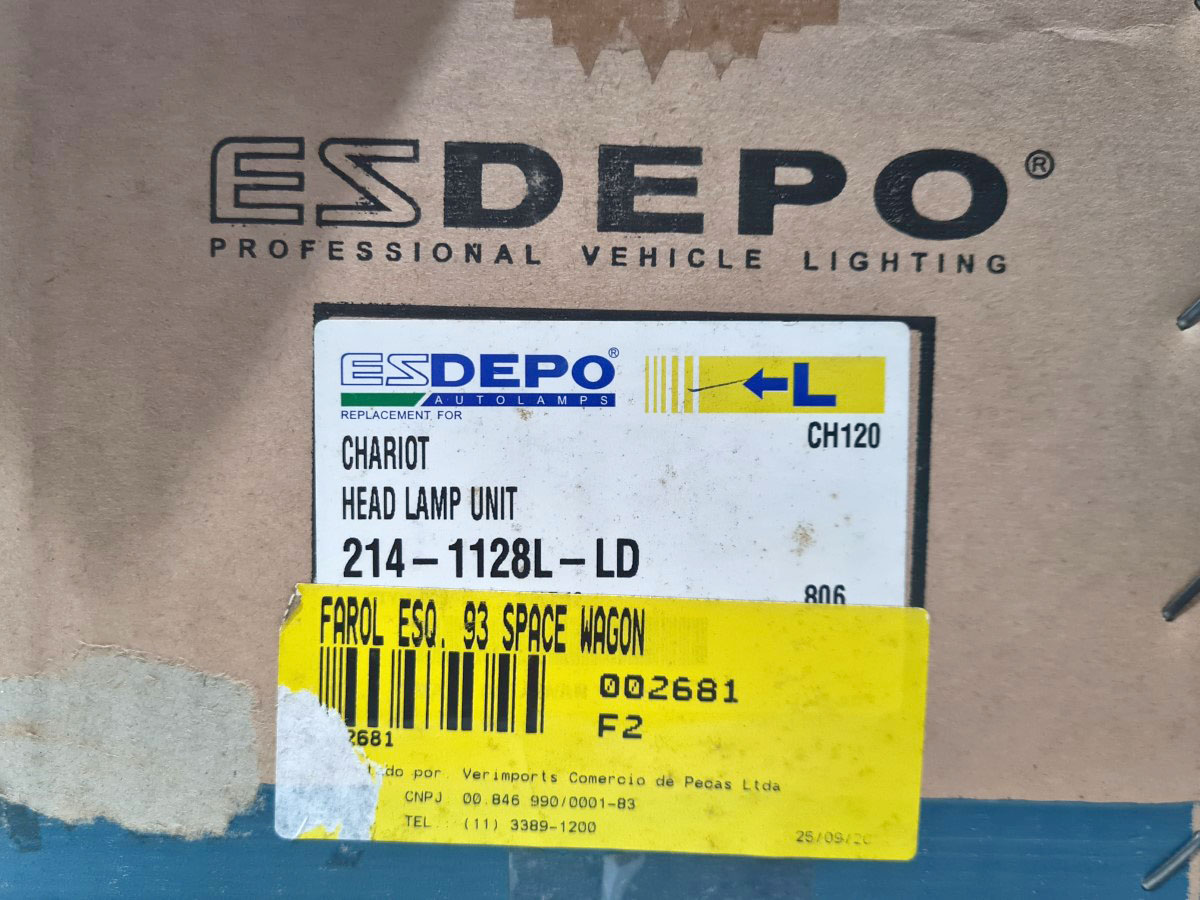 ESDEPO®
PROFESSIONAL VEHICLE LIGHTING
ESDEPO®
AUTOLAMPS
REPLACEMENT FOR
L
CH120
CHARIOT
HEAD LAMP UNIT
214-1128L-LD
806
FAROL ESQ. 93 SPACE WAGON
002681
F2
2681
do por. Verimports Comercio de Pecas Ltda
CNPJ 00.846 990/0001-83
TEL.: (11) 3389-1200